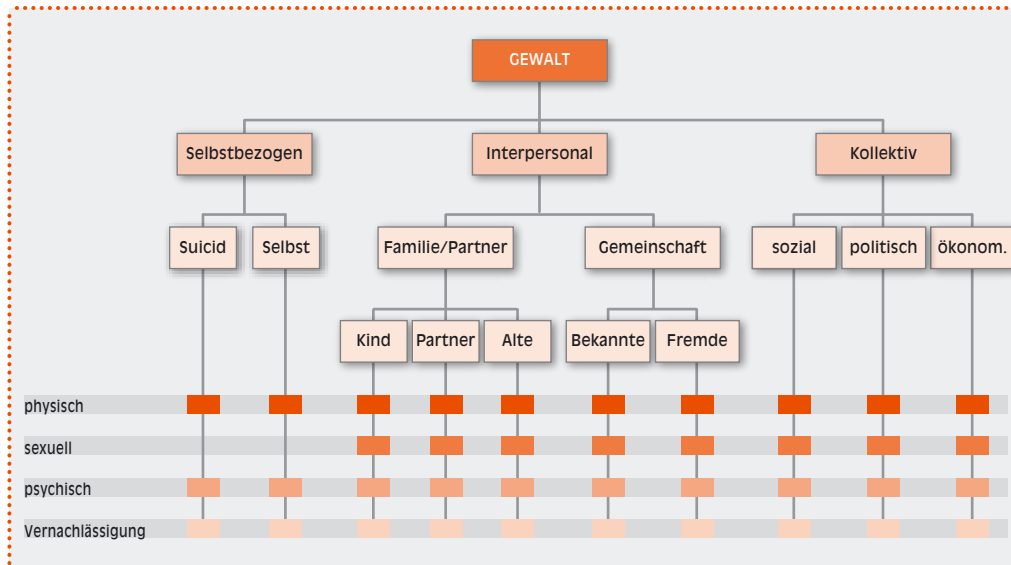 GEWALT
Selbstbezogen
Interpersonal
Kollektiv
Suicid
Selbst
Familie/Partner
Gemeinschaft
sozial
politisch
ökonom.
Kind
Partner
Alte
Bekannte
Fremde
physisch
sexuell
psychisch
Vernachlässigung